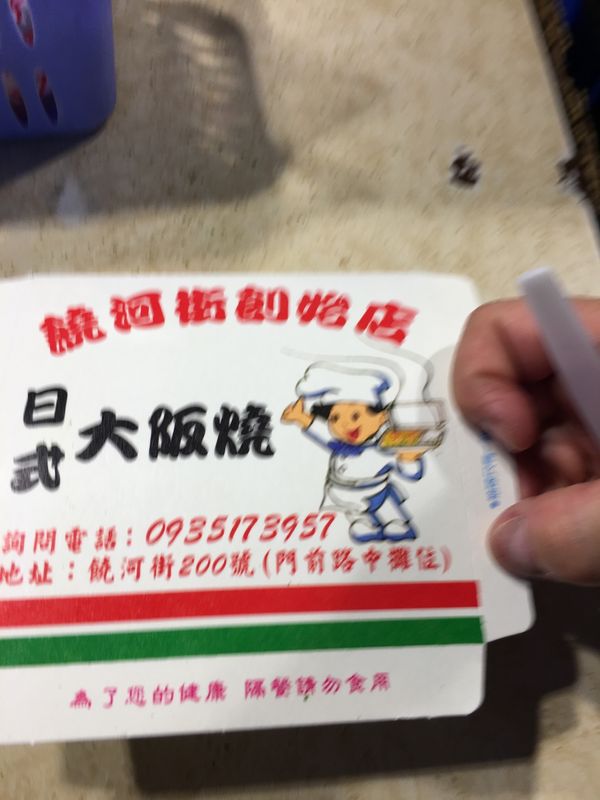 饒河街創始店
日式 大阪燒
詢問電話：0935173957
地址：饒河街200號(門前路中攤位)
為了您的健康 隔餐請勿食用